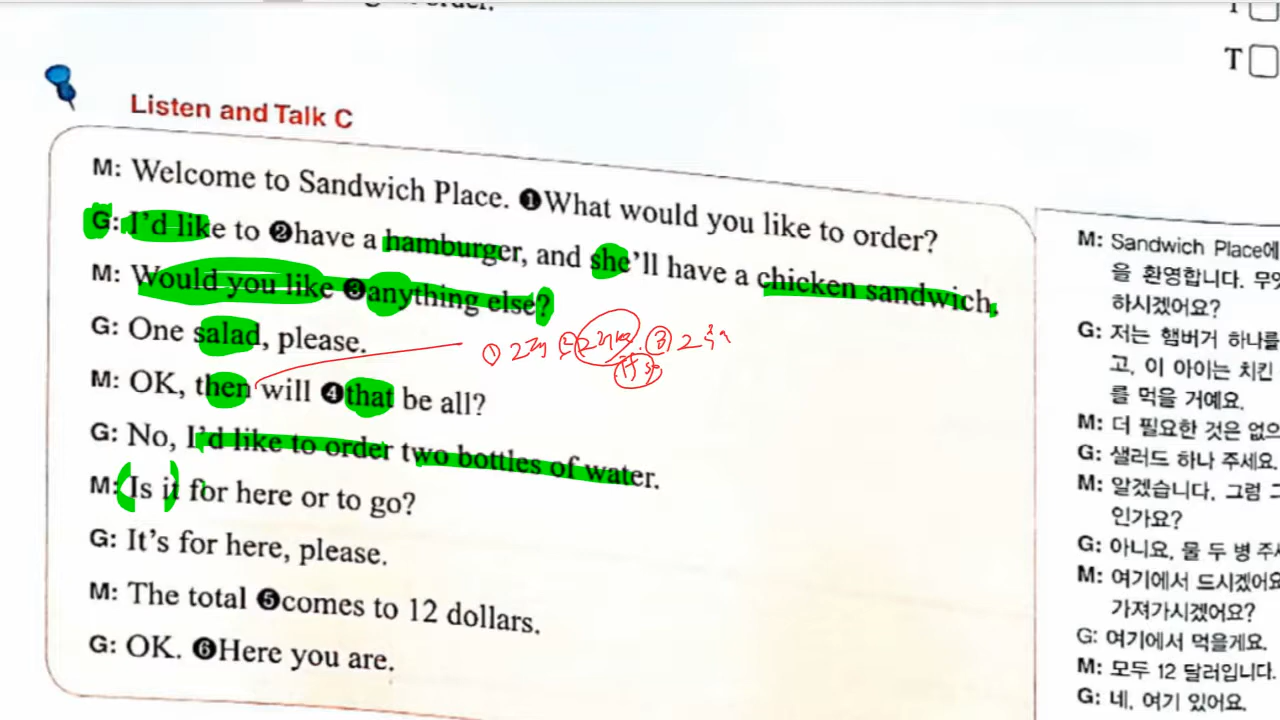 order.
T
T
Listen and Talk C
M: Welcome to Sandwich Place. ❶What would you like to order?
G: I'd like to ❷have a hamburger, and she'll have a chicken sandwich.
M: Would you like ❸anything else?
G: One salad, please.
① ② ③
M: OK, then will ❹that be all?
G: No, I'd like to order two bottles of water.
M: Is it for here or to go?
G: It's for here, please.
M: The total ❺comes to 12 dollars.
G: OK. ❻Here you are.
M: Sandwich Place에
을 환영합니다. 무엇
하시겠어요?
G: 저는 햄버거 하나를
고, 이 아이는 치킨
를 먹을 거예요.
M: 더 필요한 것은 없으
G: 샐러드 하나 주세요.
M: 알겠습니다. 그럼 그
인가요?
G: 아니요, 물 두 병 주세
M: 여기에서 드시겠어요
가져가시겠어요?
G: 여기에서 먹을게요.
M: 모두 12 달러입니다.
G: 네, 여기 있어요.